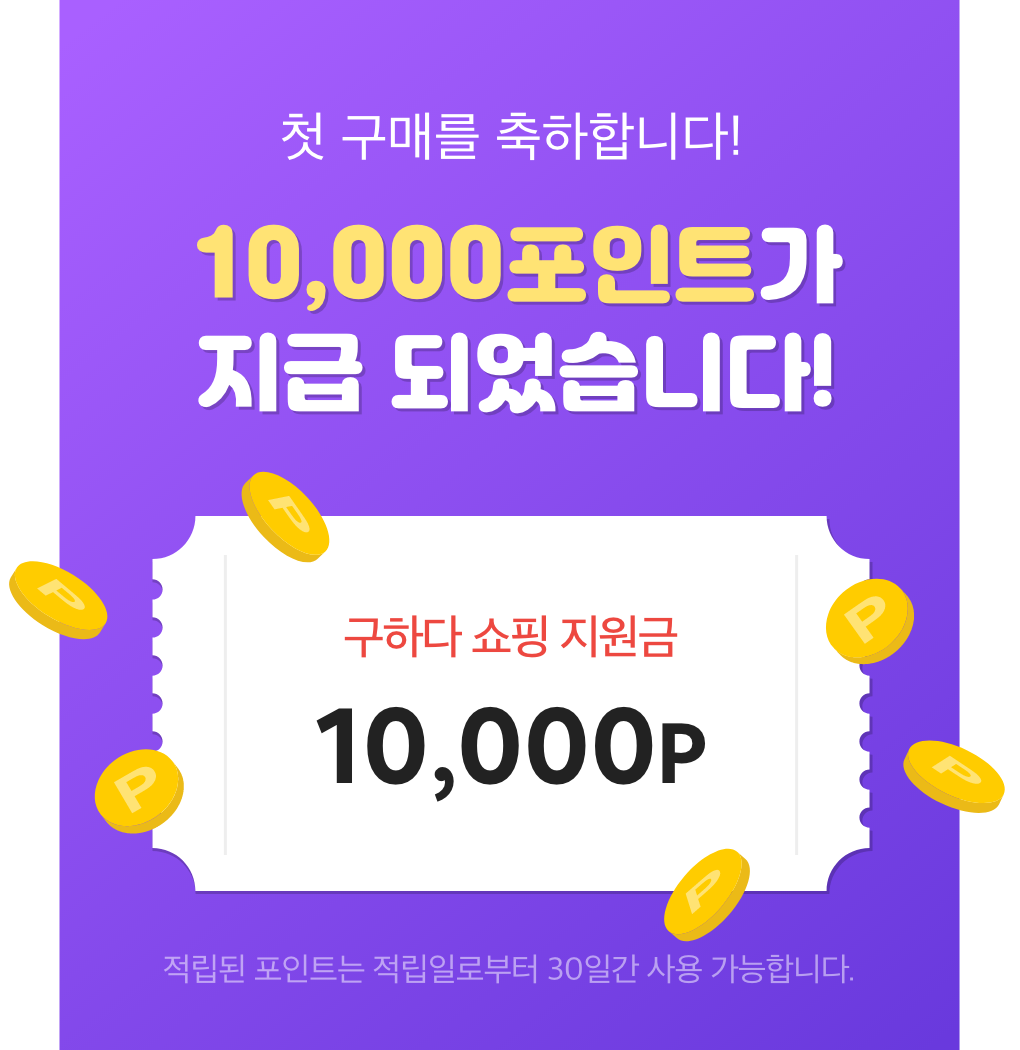 첫 구매를 축하합니다!
10,000포인트가
지급 되었습니다!
P
P
P
구하다 쇼핑 지원금
10,000P
P
P
P
적립된 포인트는 적립일로부터 30일간 사용 가능합니다.